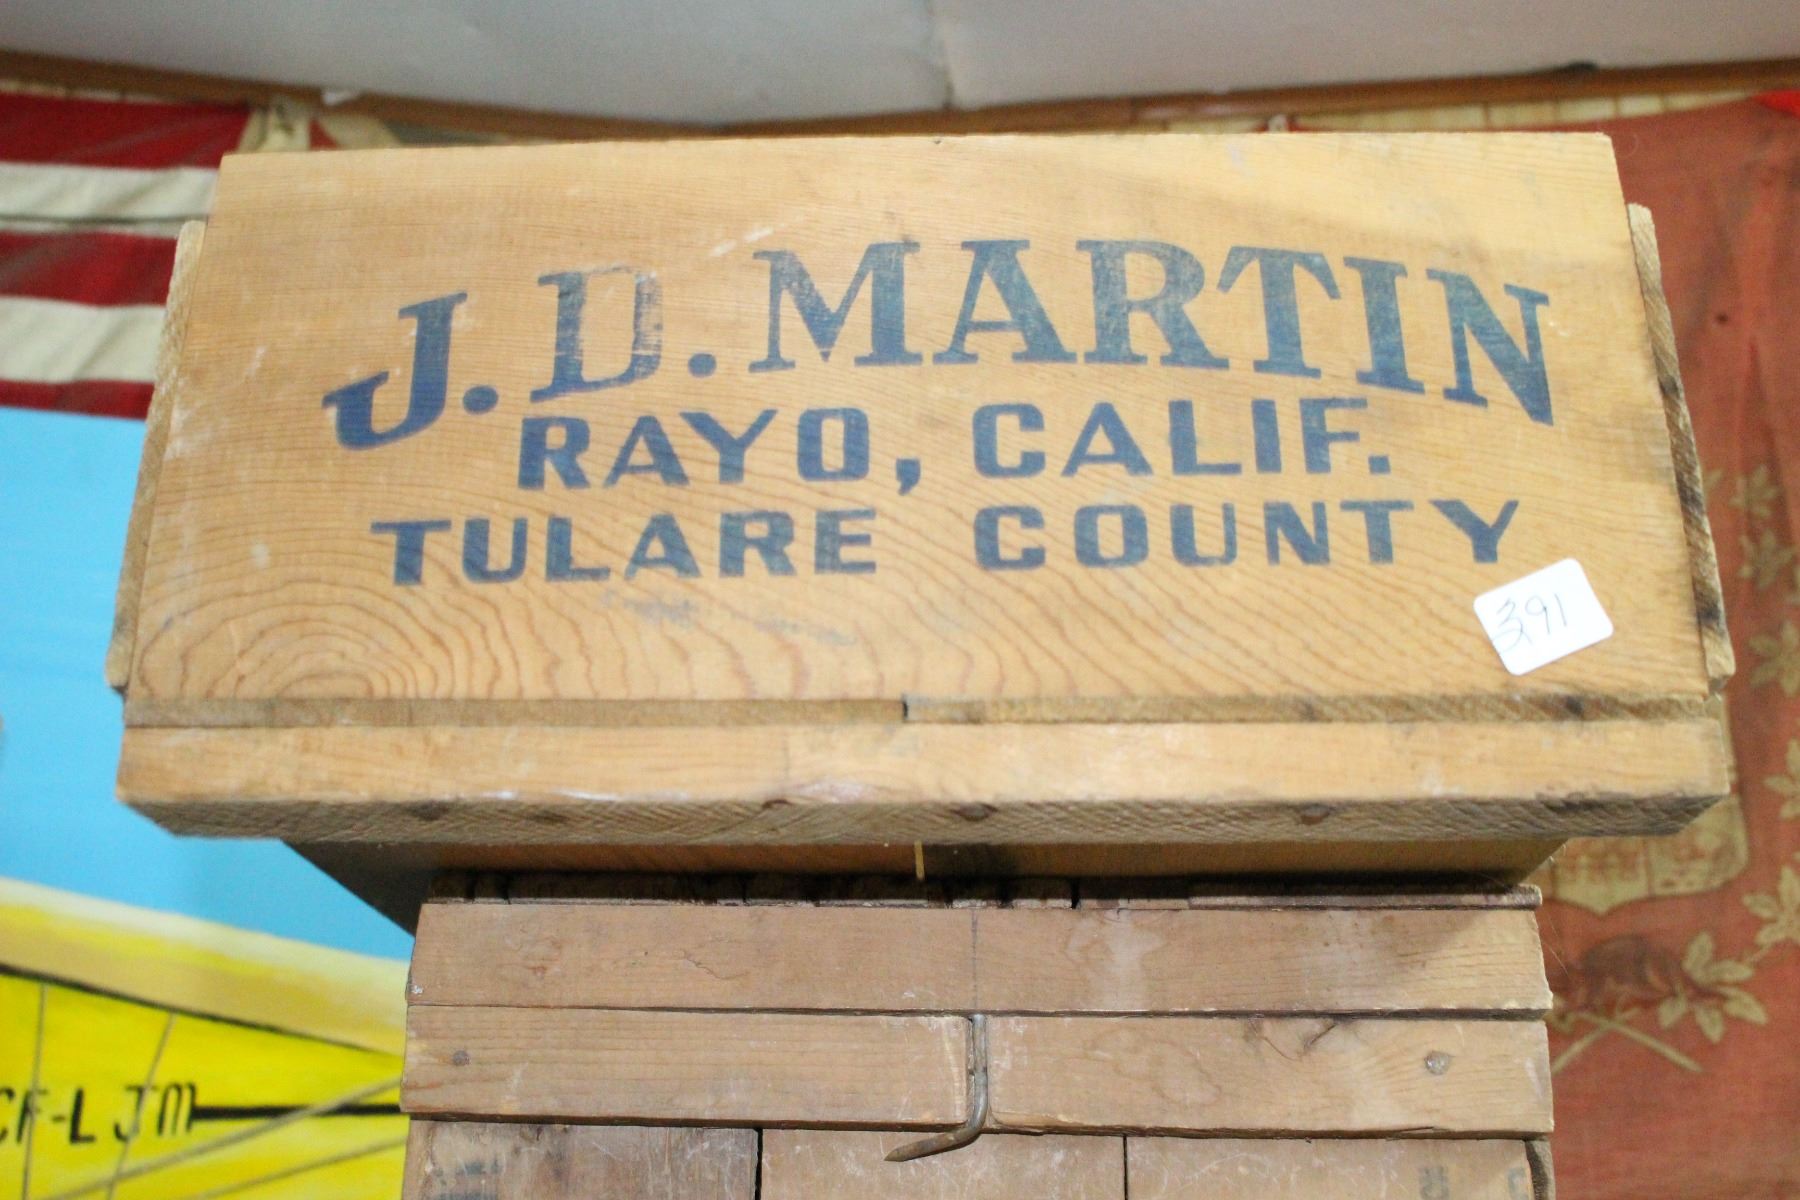 J. D. MARTIN
RAYO, CALIF.
TULARE COUNTY
391
CF-LJM